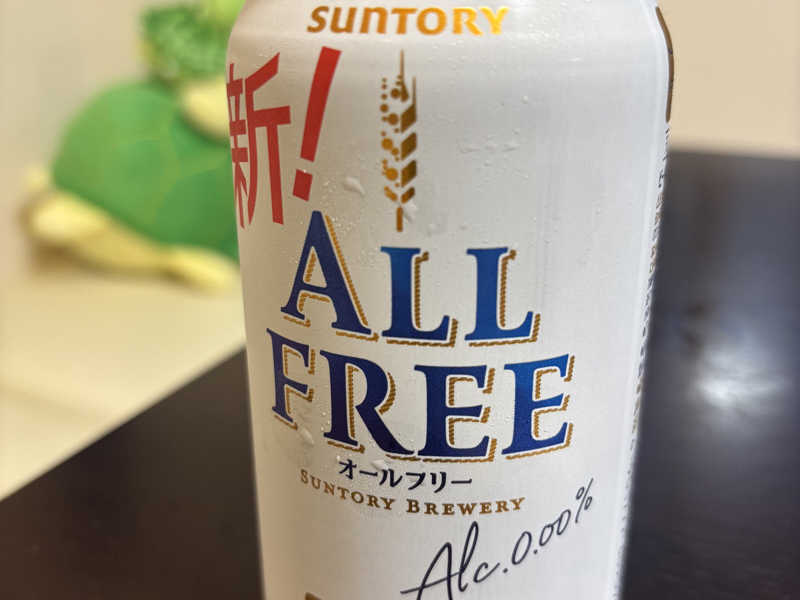 SUNTORY
新!
ALL
FREE
オールフリー
SUNTORY BREWERY
Alc.0.00%